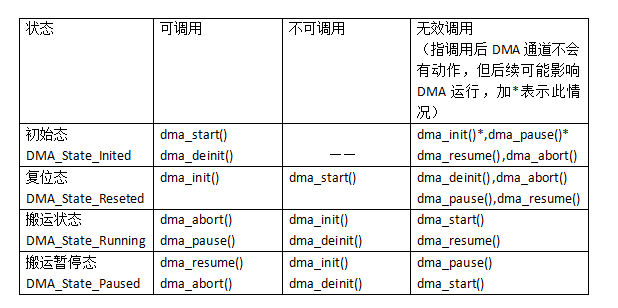 状态 可调用 不可调用 无效调用
（指调用后 DMA 通道不会
有动作，但后续可能影响
DMA 运行，加*表示此情
况）
初始态 dma_start() dma_init()*,dma_pause()*
DMA_State_Inited dma_deinit() —— dma_resume(),dma_abort()
复位态 dma_init() dma_start() dma_deinit(),dma_abort()
DMA_State_Reseted dma_pause(),dma_resume()
搬运状态 dma_abort() dma_init() dma_start()
DMA_State_Running dma_pause() dma_deinit() dma_resume()
搬运暂停态 dma_resume() dma_init() dma_pause()
DMA_State_Paused dma_abort() dma_deinit() dma_start()